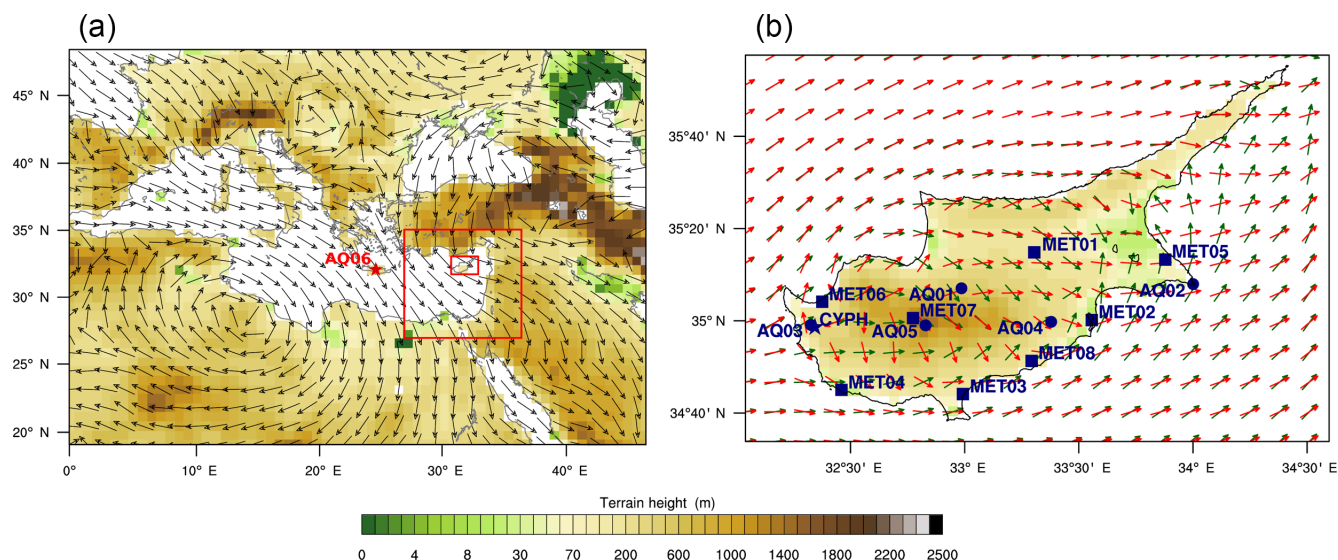 (a)
(b)
45° N
40° N
35° N
30° N
25° N
20° N
0°
10° E
20° E
30° E
40° E
AQ06
35°40' N
35°20' N
35° N
34°40' N
32°30' E
33° E
33°30' E
34° E
34°30' E
MET01
MET05
AQ02
MET06
AQ01
MET07
MET02
AQ03
CYPH
AQ05
AQ04
MET08
MET04
MET03
Terrain height (m)
0 4 8 30 70 200 600 1000 1400 1800 2200 2500